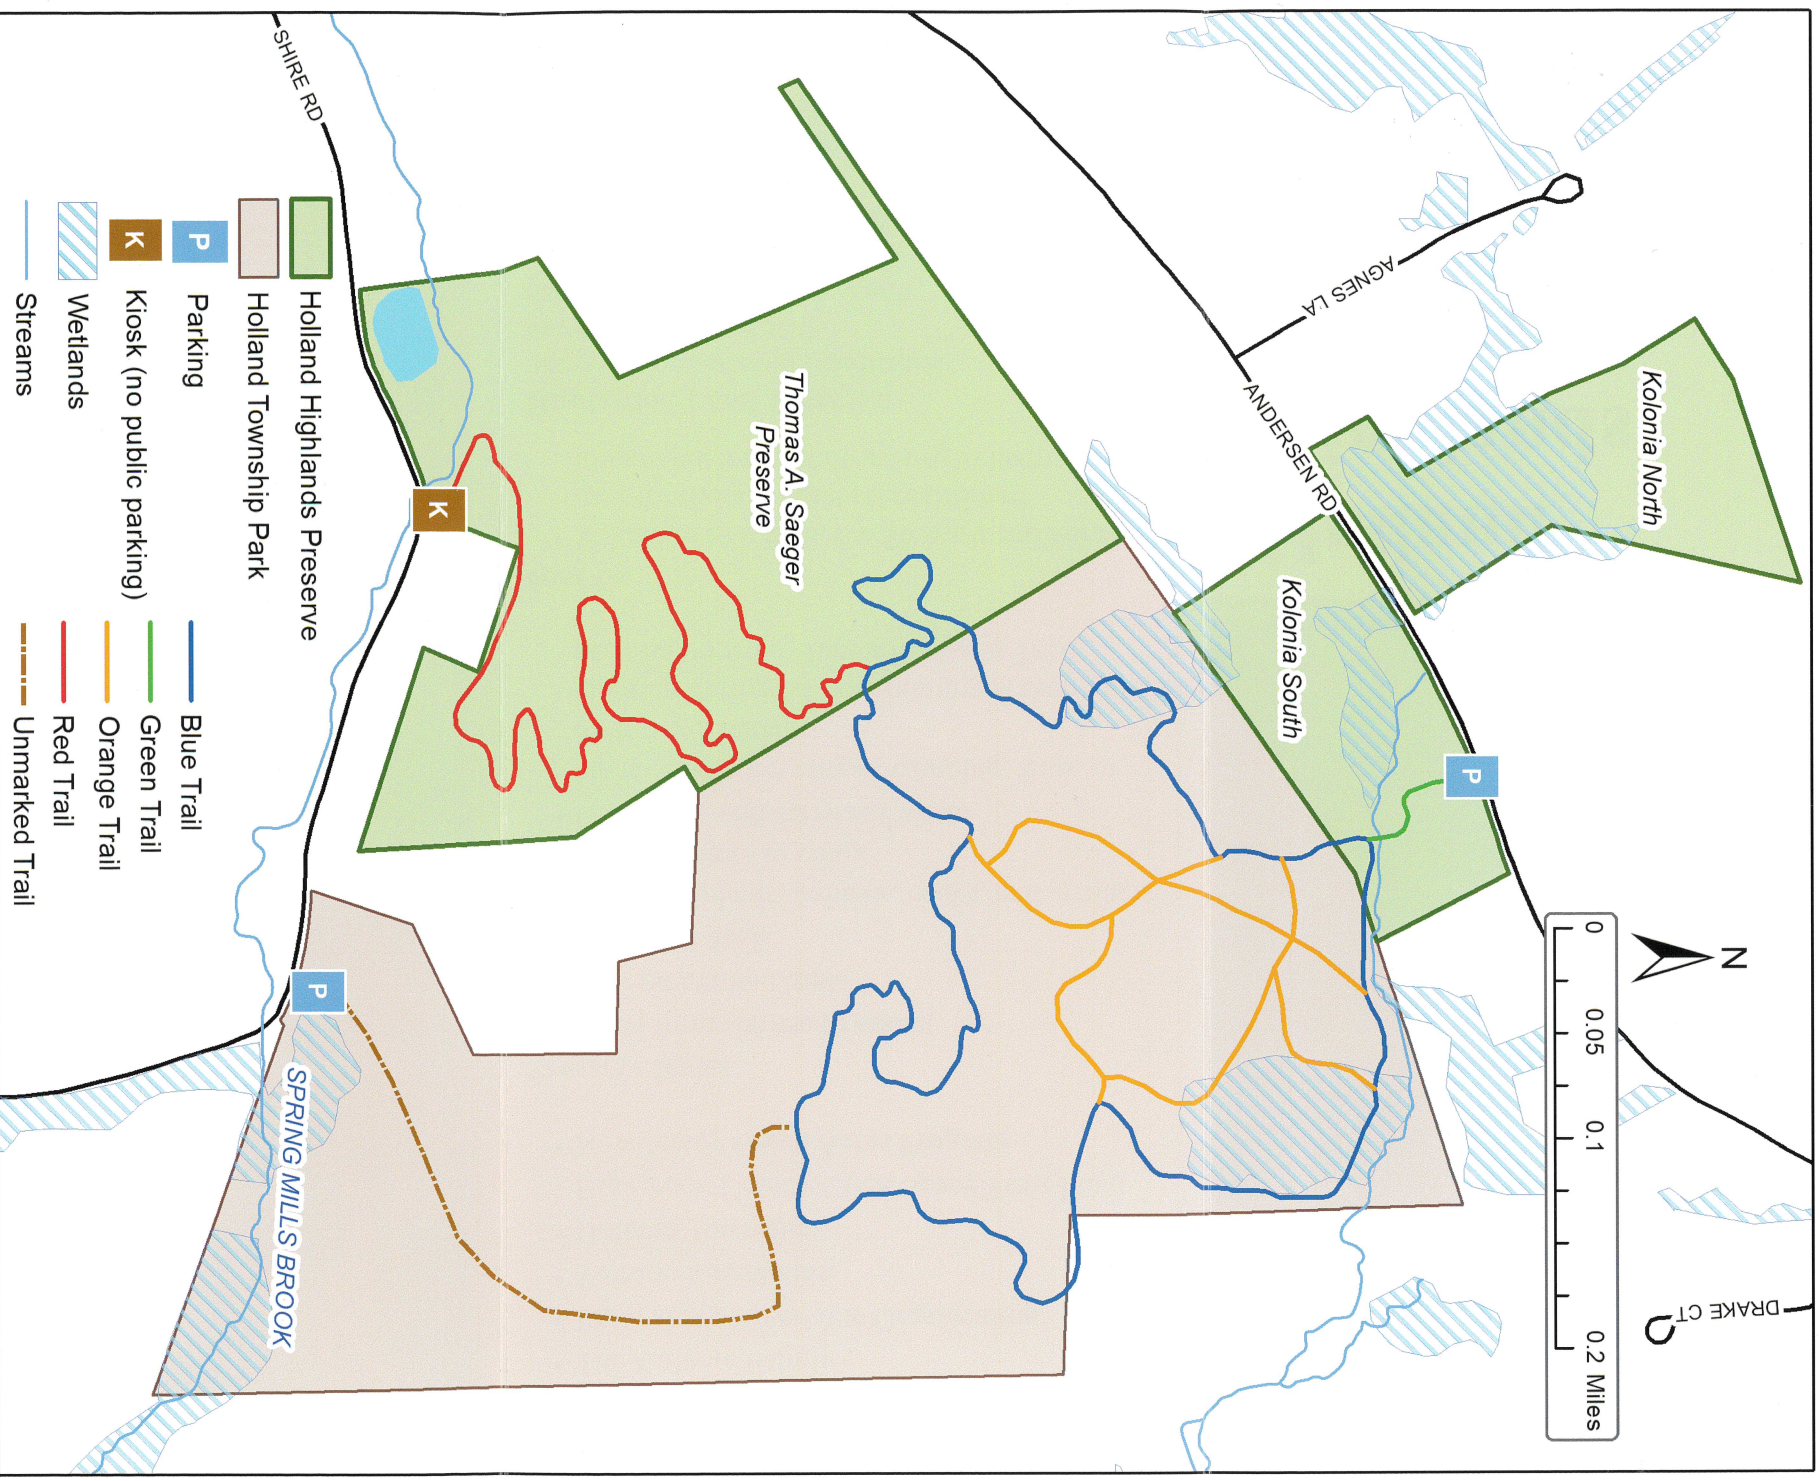 N
0 0.05 0.1 0.2 Miles
DRAKE CT
AGNES LA
ANDERSEN RD
Kolonia North
Kolonia South
P
Thomas A. Saeger
Preserve
K
SHIRE RD
P
SPRING MILLS BROOK
Holland Highlands Preserve
Holland Township Park
P Parking
K Kiosk (no public parking)
Wetlands
Streams
Blue Trail
Green Trail
Orange Trail
Red Trail
Unmarked Trail